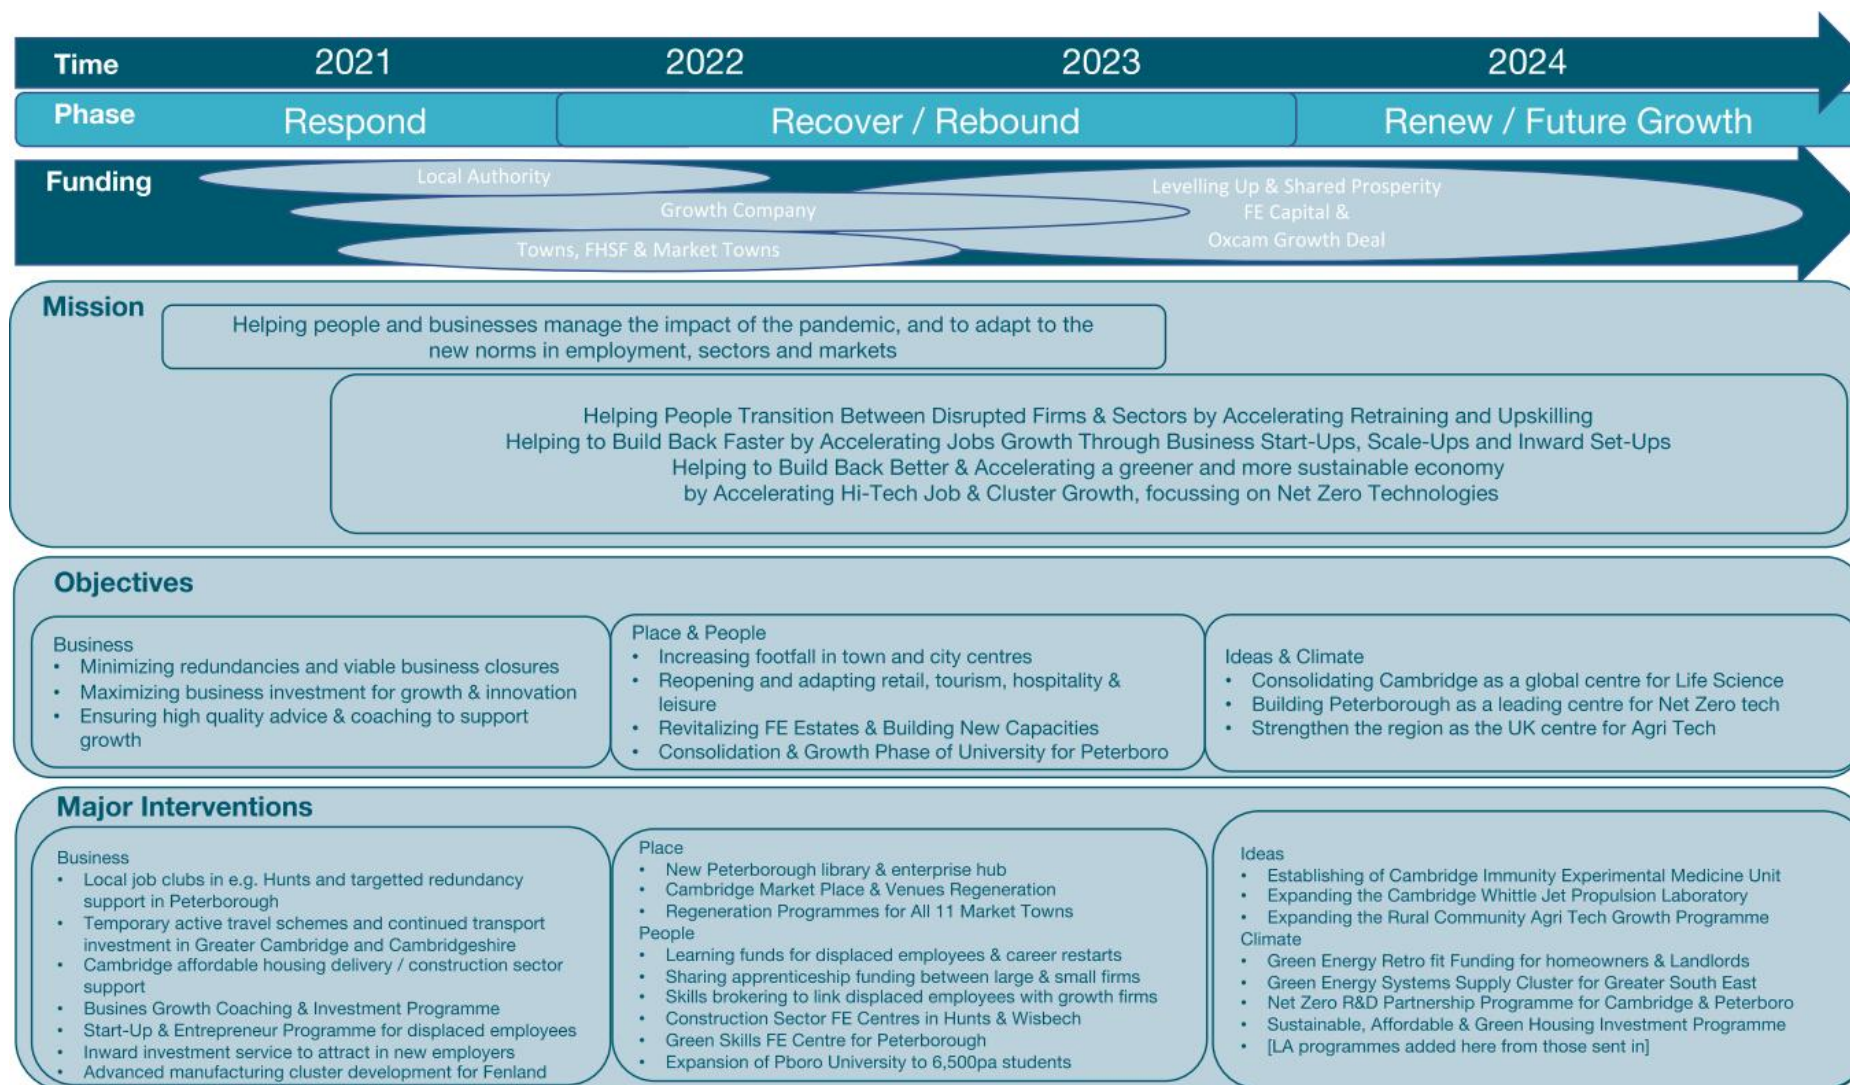 Time 2021 2022 2023 2024
Phase Respond Recover / Rebound Renew / Future Growth
Funding
Local Authority
Growth Company
Towns, FHSF & Market Towns
Levelling Up & Shared Prosperity
FE Capital &
Oxcam Growth Deal
Mission
Helping people and businesses manage the impact of the pandemic, and to adapt to the
new norms in employment, sectors and markets
Helping People Transition Between Disrupted Firms & Sectors by Accelerating Retraining and Upskilling
Helping to Build Back Faster by Accelerating Jobs Growth Through Business Start-Ups, Scale-Ups and Inward Set-Ups
Helping to Build Back Better & Accelerating a greener and more sustainable economy
by Accelerating Hi-Tech Job & Cluster Growth, focussing on Net Zero Technologies
Objectives
Business
• Minimizing redundancies and viable business closures
• Maximizing business investment for growth & innovation
• Ensuring high quality advice & coaching to support
growth
Place & People
• Increasing footfall in town and city centres
• Reopening and adapting retail, tourism, hospitality &
leisure
• Revitalizing FE Estates & Building New Capacities
• Consolidation & Growth Phase of University for Peterboro
Ideas & Climate
• Consolidating Cambridge as a global centre for Life Science
• Building Peterborough as a leading centre for Net Zero tech
• Strengthen the region as the UK centre for Agri Tech
Major Interventions
Business
• Local job clubs in e.g. Hunts and targetted redundancy
support in Peterborough
• Temporary active travel schemes and continued transport
investment in Greater Cambridge and Cambridgeshire
• Cambridge affordable housing delivery / construction sector
support
• Busines Growth Coaching & Investment Programme
• Start-Up & Entrepreneur Programme for displaced employees
• Inward investment service to attract in new employers
• Advanced manufacturing cluster development for Fenland
Place
• New Peterborough library & enterprise hub
• Cambridge Market Place & Venues Regeneration
• Regeneration Programmes for All 11 Market Towns
People
• Learning funds for displaced employees & career restarts
• Sharing apprenticeship funding between large & small firms
• Skills brokering to link displaced employees with growth firms
• Construction Sector FE Centres in Hunts & Wisbech
• Green Skills FE Centre for Peterborough
• Expansion of Pboro University to 6,500pa students
Ideas
• Establishing of Cambridge Immunity Experimental Medicine Unit
• Expanding the Cambridge Whittle Jet Propulsion Laboratory
• Expanding the Rural Community Agri Tech Growth Programme
Climate
• Green Energy Retro fit Funding for homeowners & Landlords
• Green Energy Systems Supply Cluster for Greater South East
• Net Zero R&D Partnership Programme for Cambridge & Peterboro
• Sustainable, Affordable & Green Housing Investment Programme
• [LA programmes added here from those sent in]